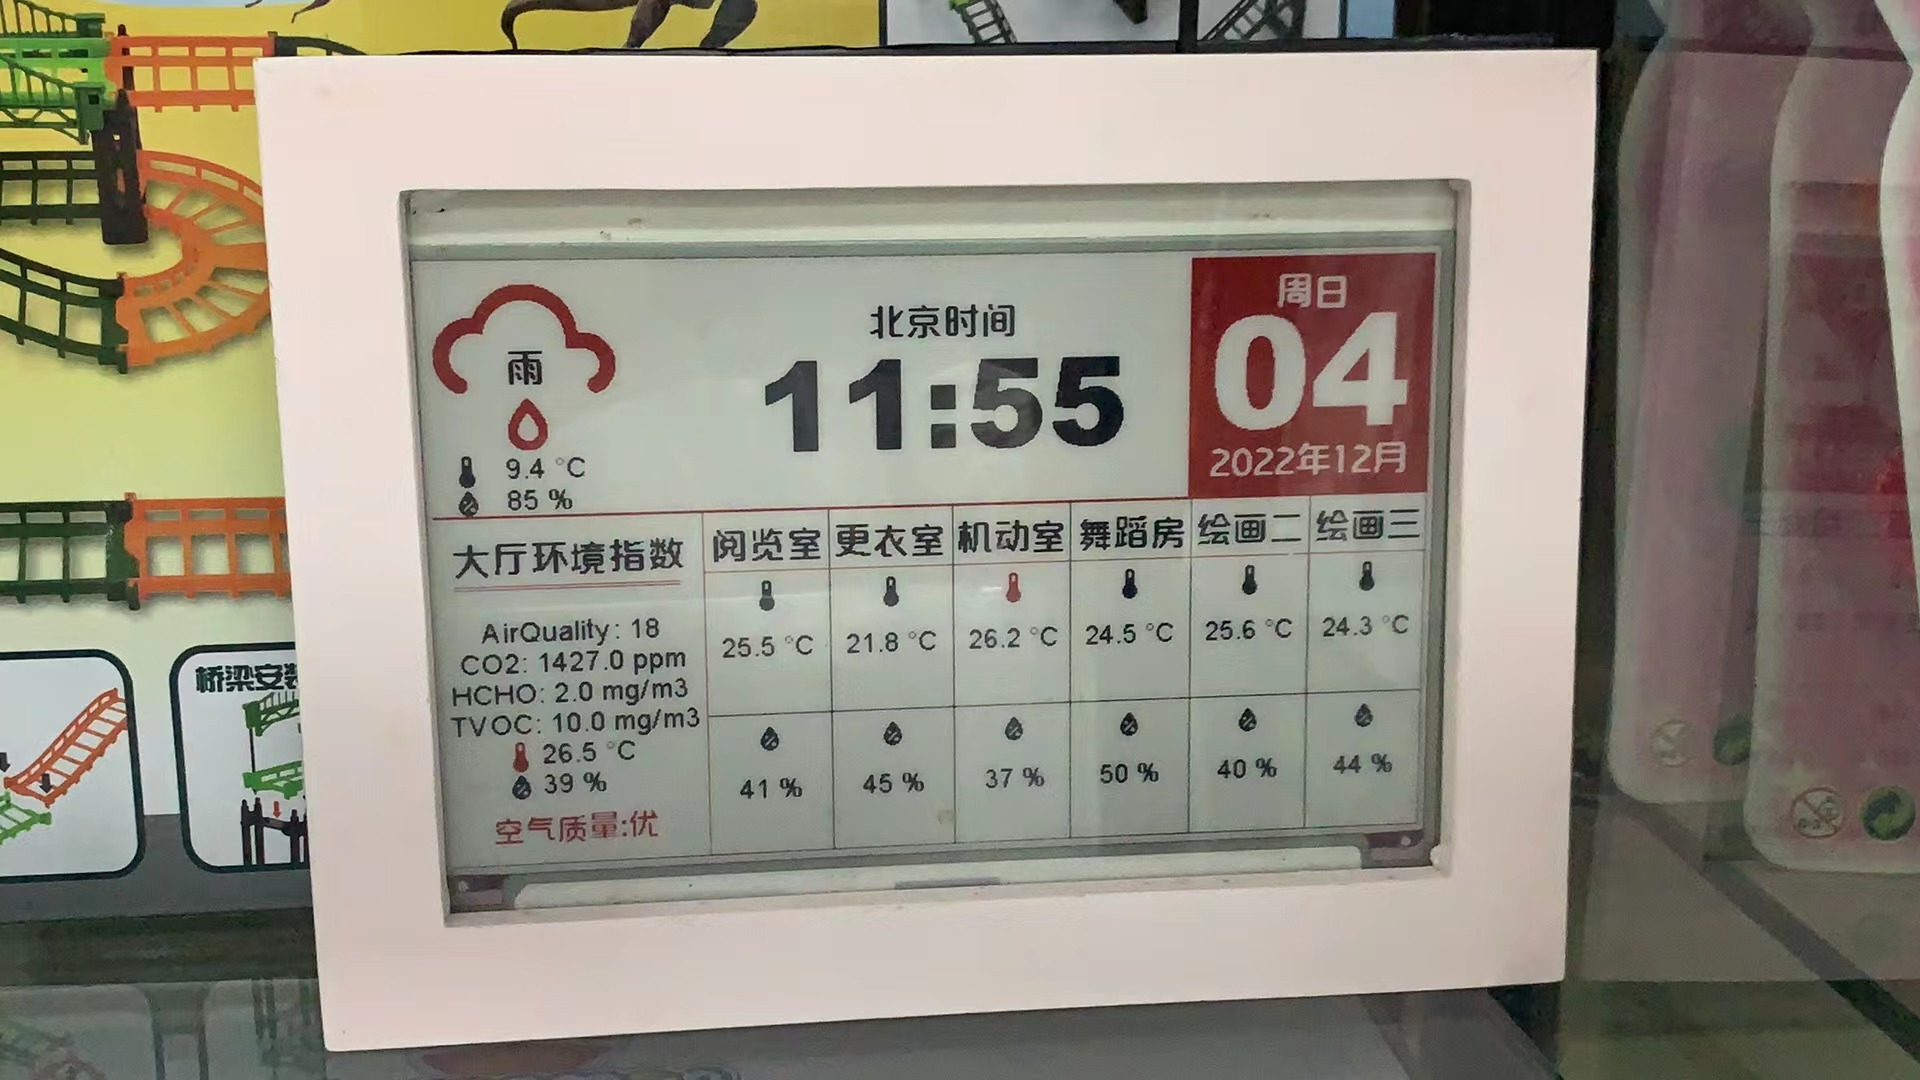 雨
9.4 °C
85 %
北京时间
11:55
周日
04
2022年12月
大厅环境指数
AirQuality: 18
CO2: 1427.0 ppm
HCHO: 2.0 mg/m3
TVOC: 10.0 mg/m3
26.5 °C
39 %
空气质量:优
阅览室 更衣室 机动室 舞蹈房 绘画二 绘画三
25.5 °C 21.8 °C 26.2 °C 24.5 °C 25.6 °C 24.3 °C
41 % 45 % 37 % 50 % 40 % 44 %
桥梁安装